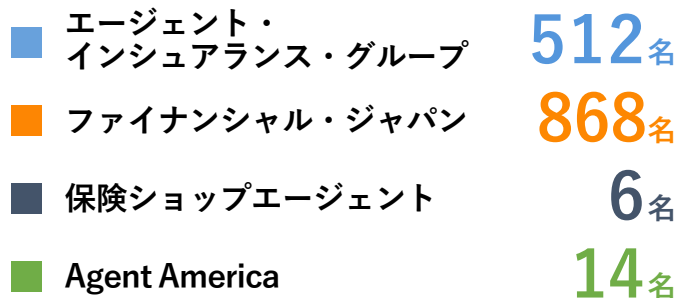 エージェント・
インシュアランス・グループ 512名
ファイナンシャル・ジャパン 868名
保険ショップエージェント 6名
Agent America 14名